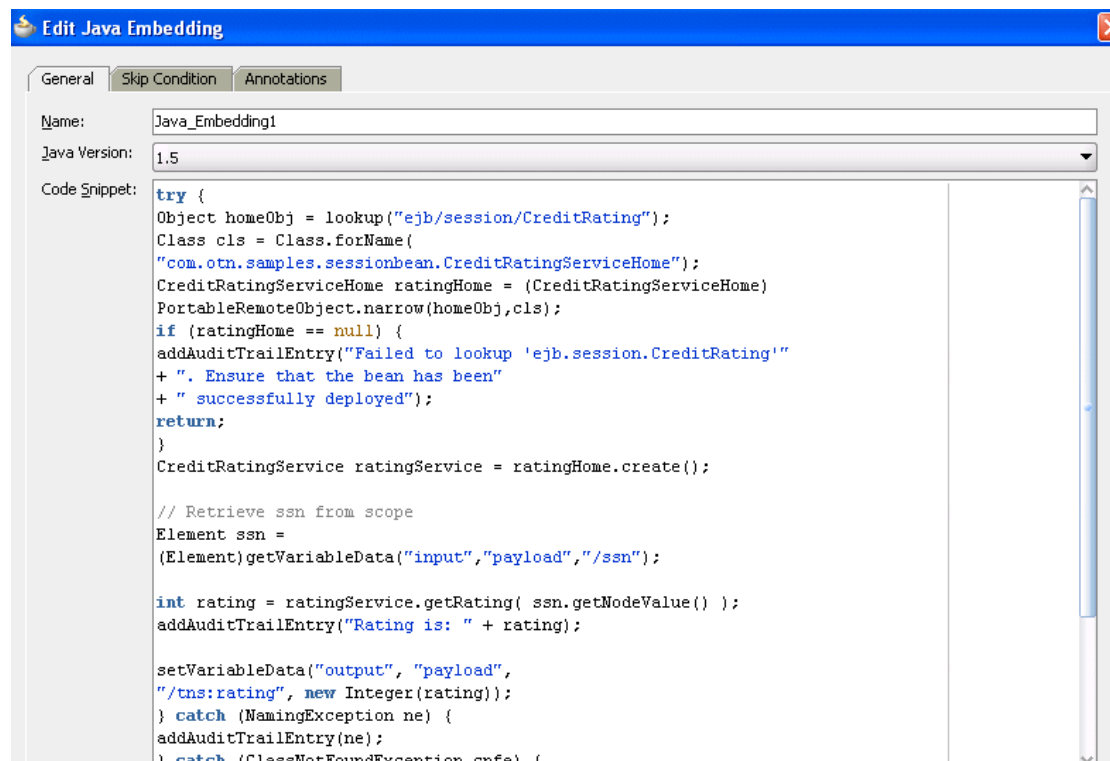 Edit Java Embedding
General Skip Condition Annotations
Name: Java_Embedding1
Java Version: 1.5
Code Snippet: try {
Object homeObj = lookup("ejb/session/CreditRating");
Class cls = Class.forName(
"com.otn.samples.sessionbean.CreditRatingServiceHome");
CreditRatingServiceHome ratingHome = (CreditRatingServiceHome)
PortableRemoteObject.narrow(homeObj,cls);
if (ratingHome == null) {
addAuditTrailEntry("Failed to lookup 'ejb.session.CreditRating'"
+ ". Ensure that the bean has been"
+ " successfully deployed");
return;
}
CreditRatingService ratingService = ratingHome.create();
// Retrieve ssn from scope
Element ssn =
(Element)getVariableData("input","payload","/ssn");
int rating = ratingService.getRating( ssn.getNodeValue() );
addAuditTrailEntry("Rating is: " + rating);
setVariableData("output", "payload",
"/tns:rating", new Integer(rating));
} catch (NamingException ne) {
addAuditTrailEntry(ne);
} catch (ClassNotFoundException cnfe) {